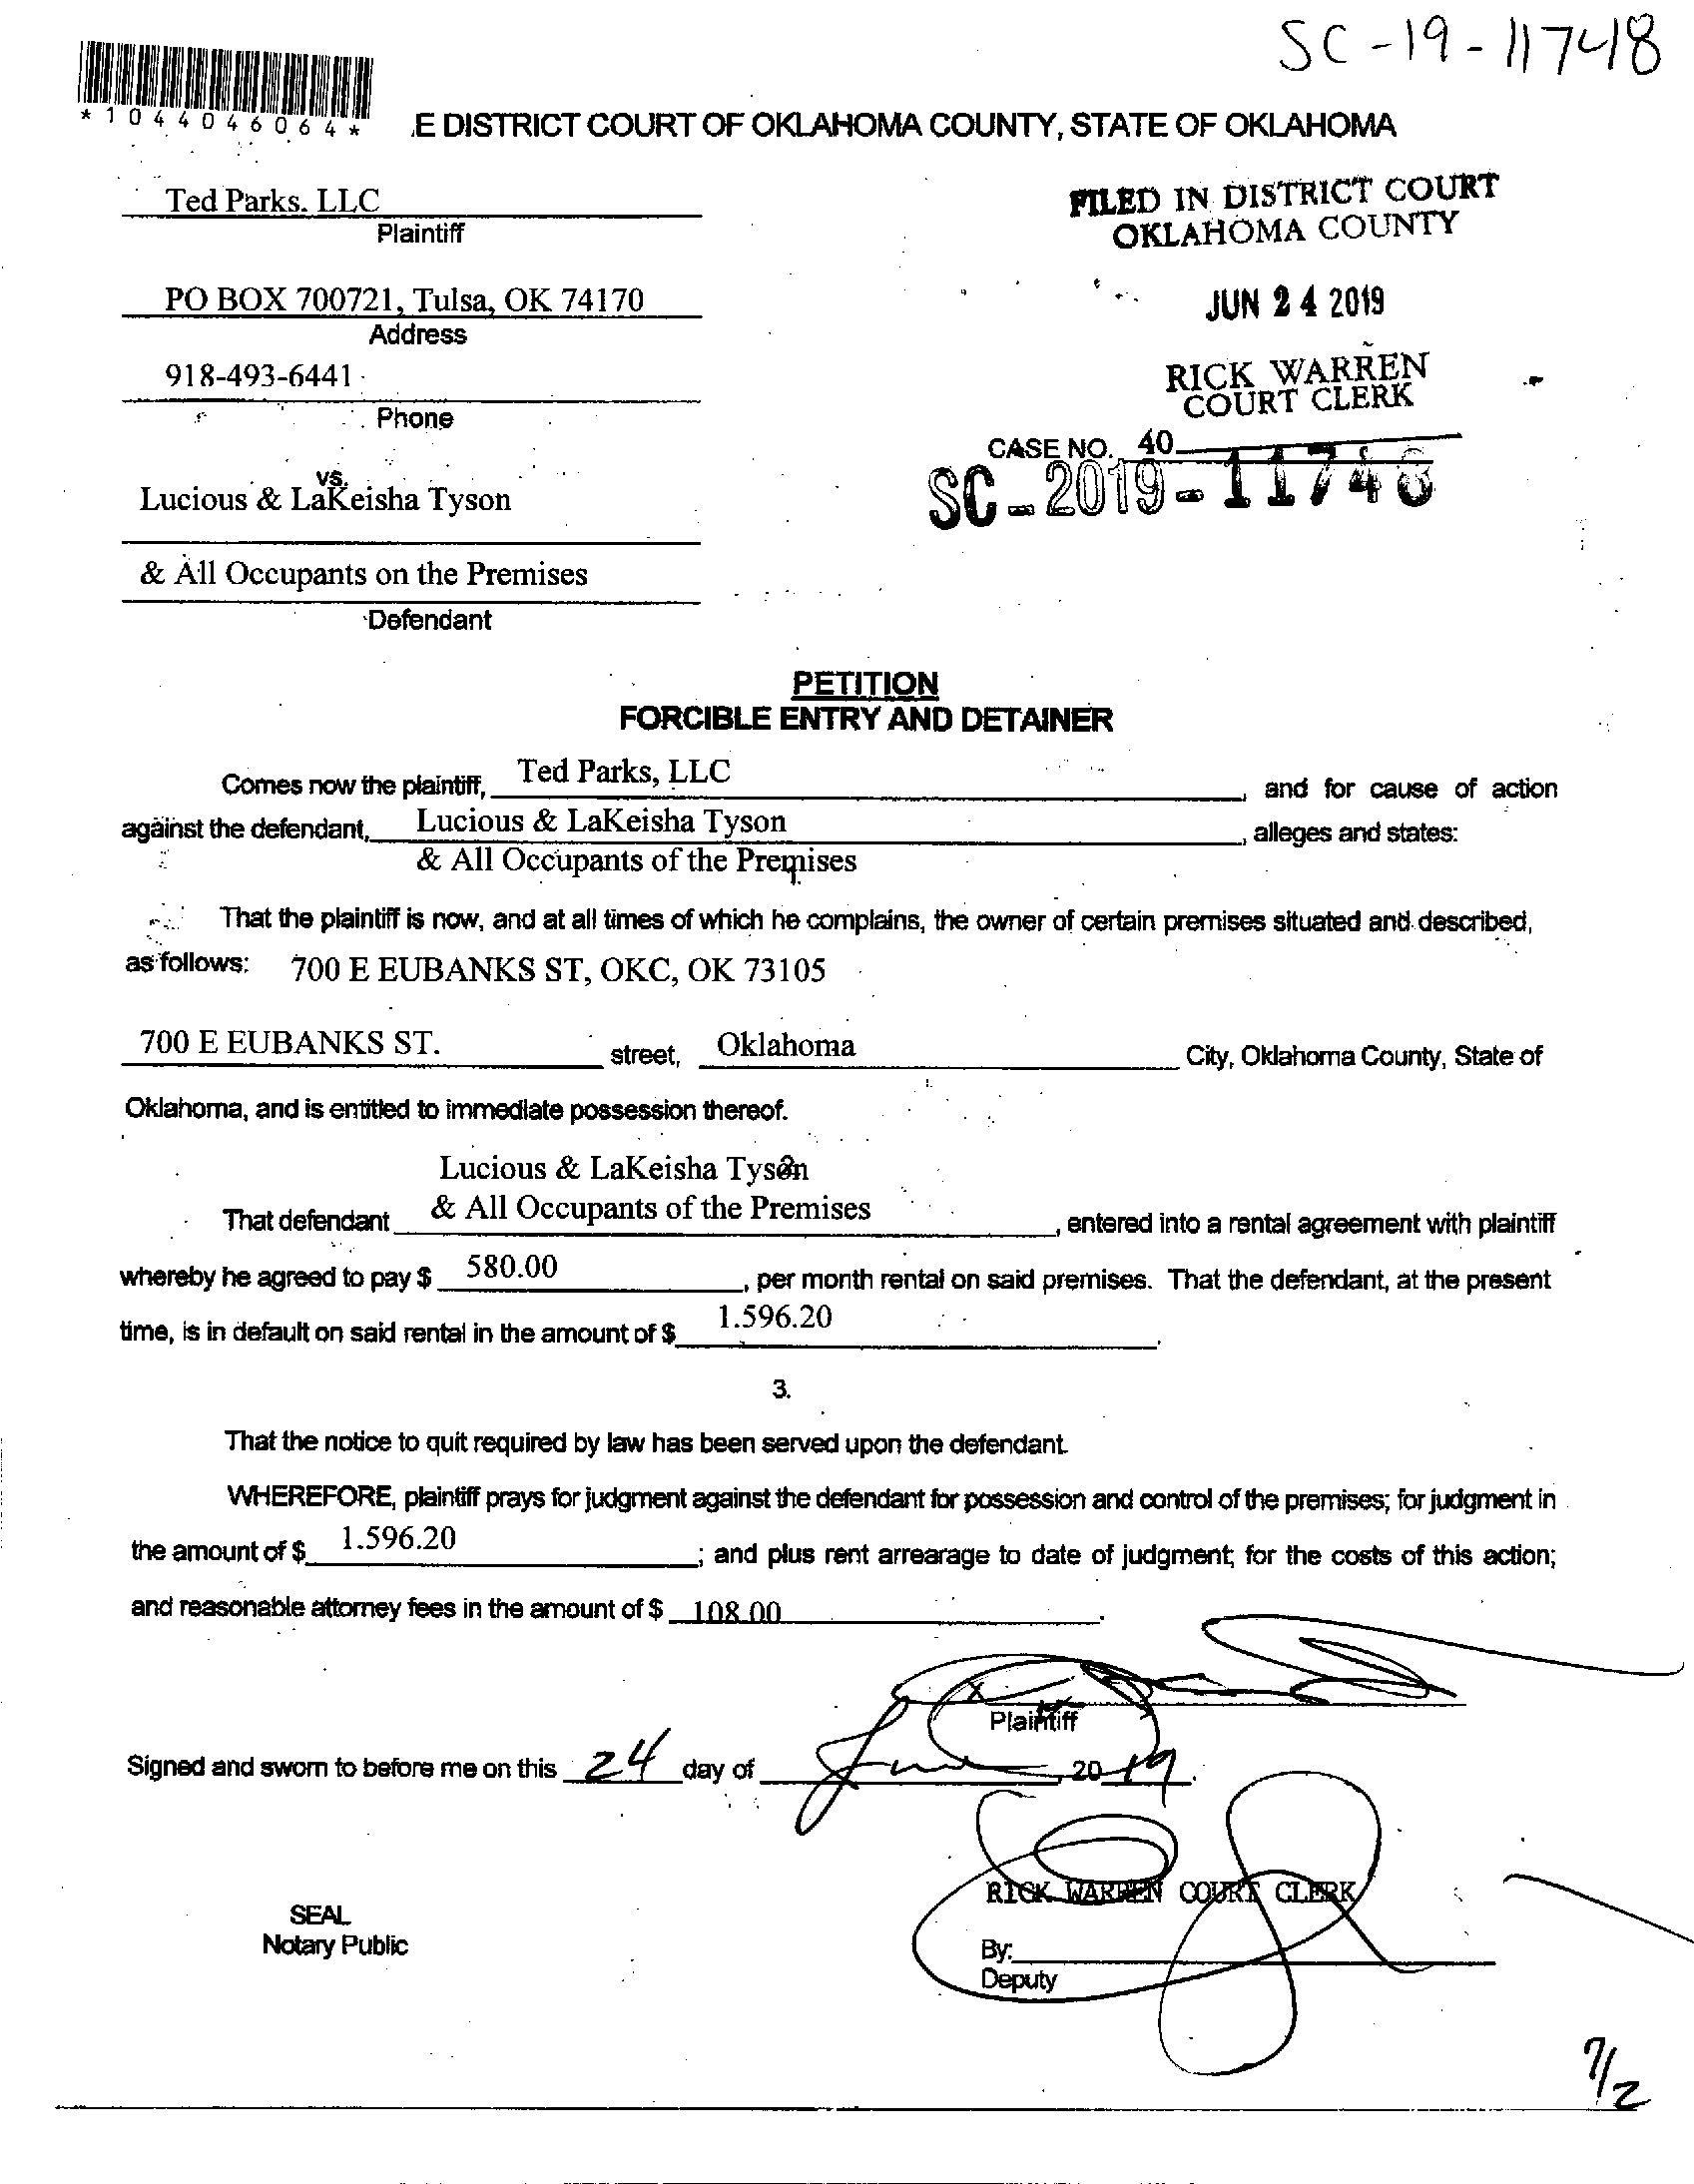 SC-19-11748
*1044046064*
.E DISTRICT COURT OF OKLAHOMA COUNTY, STATE OF OKLAHOMA
Ted Parks. LLC
Plaintiff
FILED IN DISTRICT COURT
OKLAHOMA COUNTY
PO BOX 700721, Tulsa, OK 74170
Address
JUN 24 2019
918-493-6441
Phone
RICK WARREN
COURT CLERK
CASE NO. 40
SC-2019-11748
vs.
Lucious & LaKeisha Tyson
& All Occupants on the Premises
Defendant
PETITION
FORCIBLE ENTRY AND DETAINER
Comes now the plaintiff, Ted Parks, LLC and for cause of action
against the defendant, Lucious & LaKeisha Tyson, alleges and states:
& All Occupants of the Premises
That the plaintiff is now, and at all times of which he complains, the owner of certain premises situated and described,
as follows: 700 E EUBANKS ST, OKC, OK 73105
700 E EUBANKS ST. street, Oklahoma City, Oklahoma County, State of
Oklahoma, and is entitled to immediate possession thereof.
2.
Lucious & LaKeisha Tyson
That defendant & All Occupants of the Premises, entered into a rental agreement with plaintiff
whereby he agreed to pay $ 580.00, per month rental on said premises. That the defendant, at the present
time, is in default on said rental in the amount of $ 1.596.20.
3.
That the notice to quit required by law has been served upon the defendant.
WHEREFORE, plaintiff prays for judgment against the defendant for possession and control of the premises; for judgment in
the amount of $ 1.596.20; and plus rent arrearage to date of judgment; for the costs of this action;
and reasonable attorney fees in the amount of $ 108.00.
Plaintiff
Signed and sworn to before me on this 24 day of June, 2019.
RICK WARREN COURT CLERK
SEAL
Notary Public
By:
Deputy
7/2